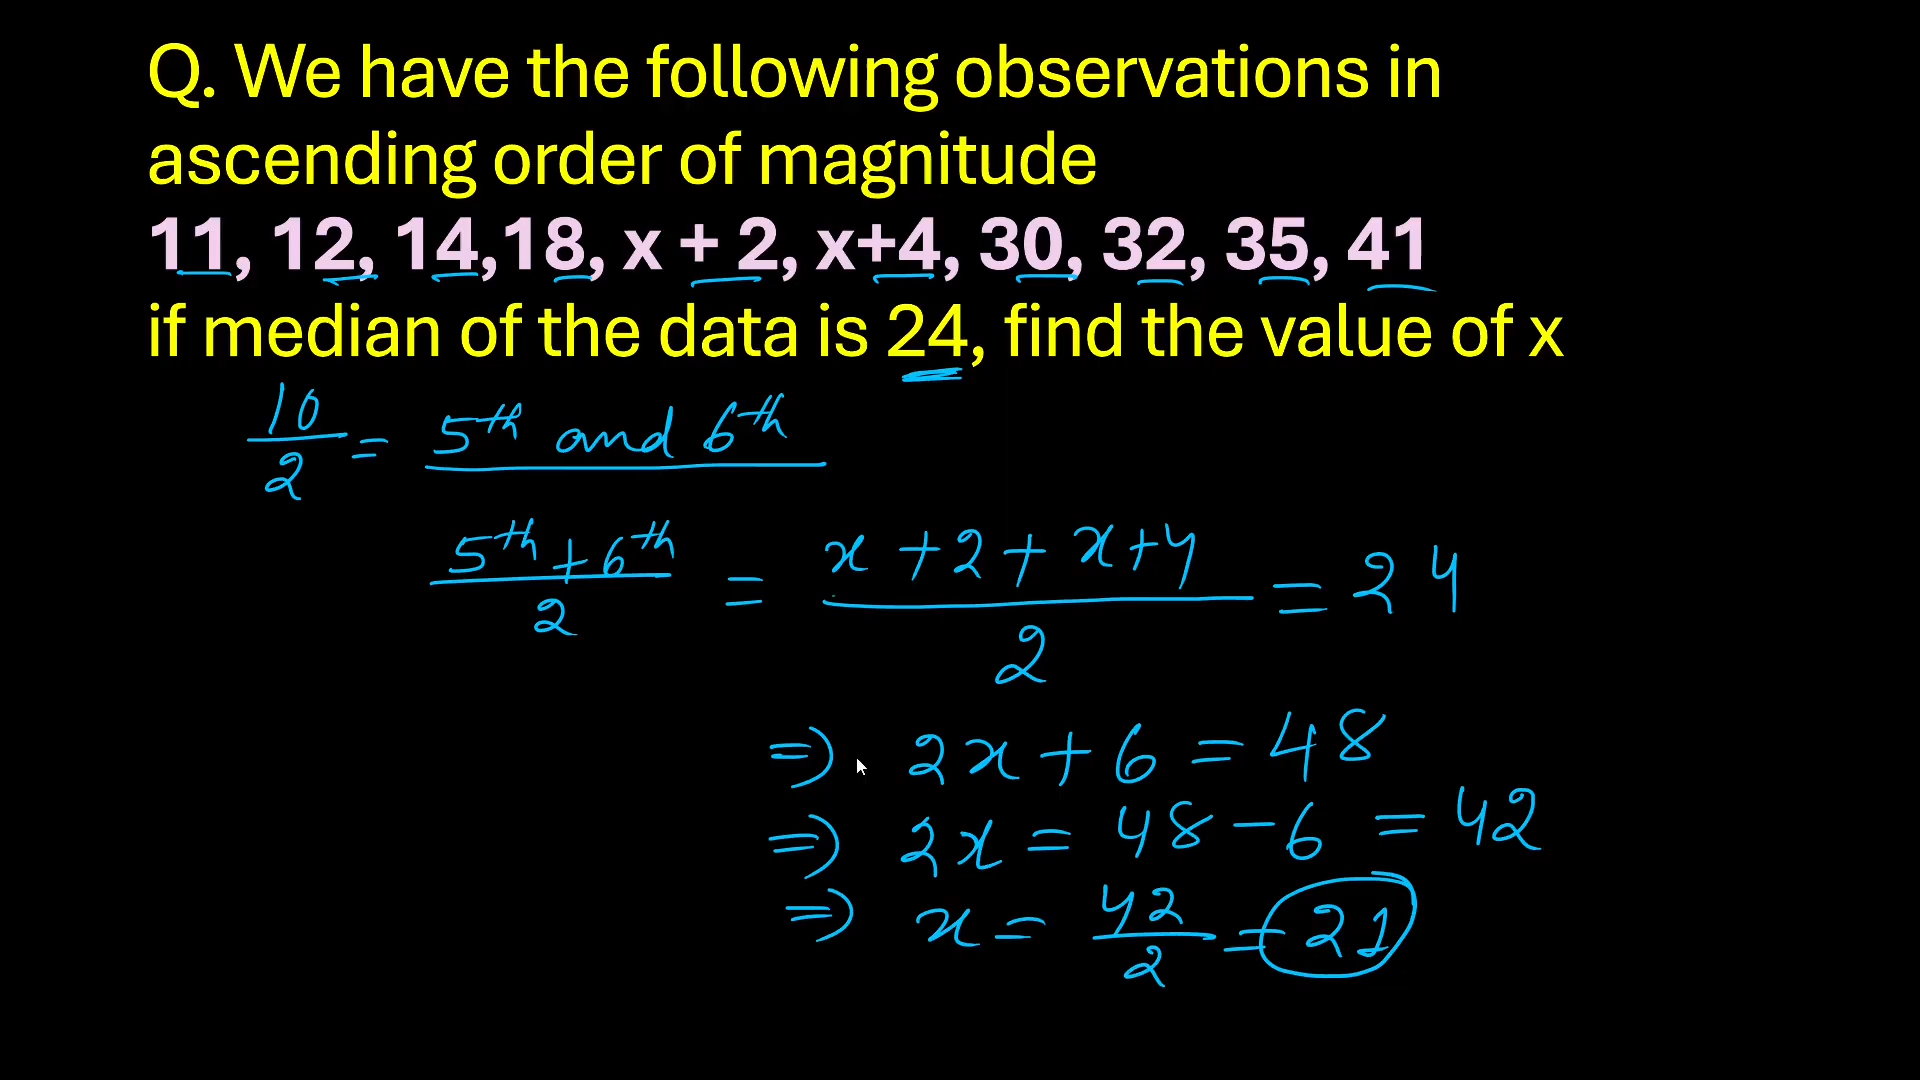 Q. We have the following observations in
ascending order of magnitude
11, 12, 14,18, x + 2, x+4, 30, 32, 35, 41
if median of the data is 24, find the value of x
10/2 = 5th and 6th
(5th + 6th)/2 = (x + 2 + x + 4)/2 = 24
⇒ 2x + 6 = 48
⇒ 2x = 48 - 6 = 42
⇒ x = 42/2 = 21